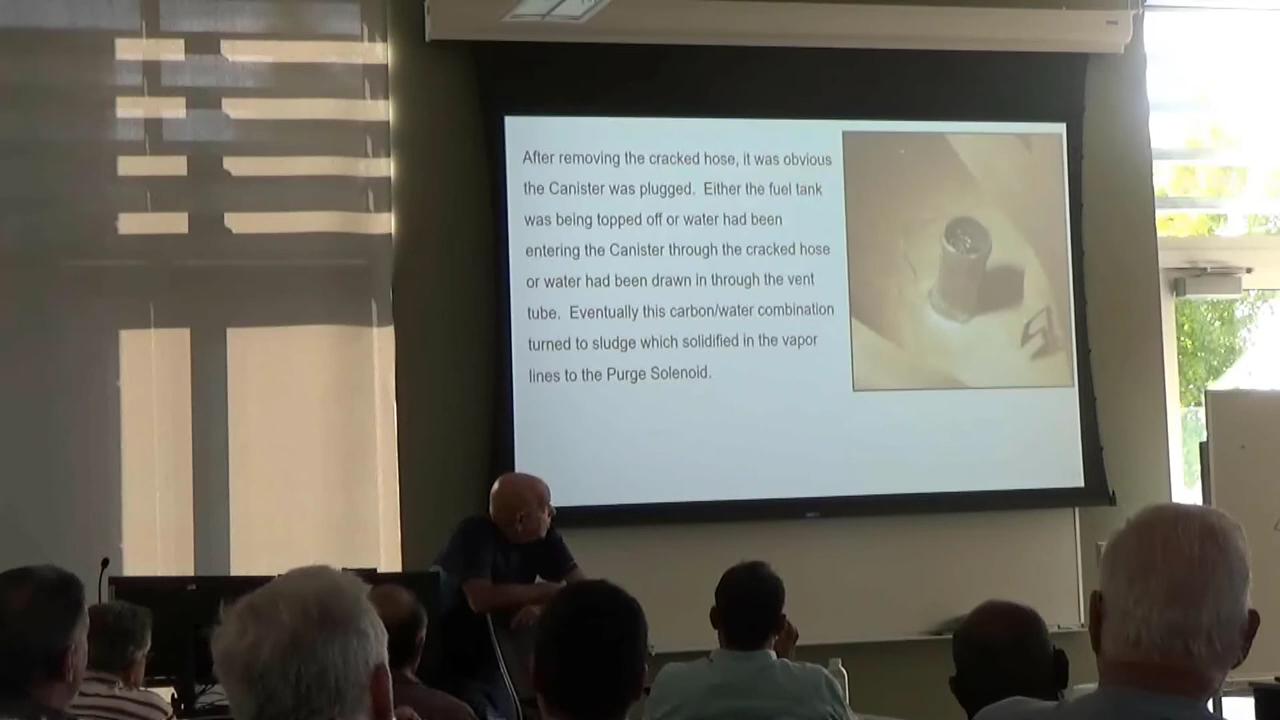 After removing the cracked hose, it was obvious
the Canister was plugged.  Either the fuel tank
was being topped off or water had been
entering the Canister through the cracked hose
or water had been drawn in through the vent
tube.  Eventually this carbon/water combination
turned to sludge which solidified in the vapor
lines to the Purge Solenoid.